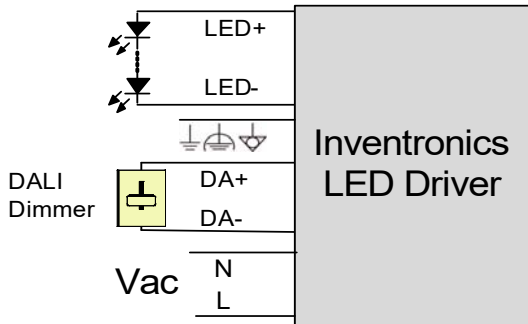 LED+
LED-
Inventronics
LED Driver
DALI
Dimmer
DA+
DA-
Vac
N
L